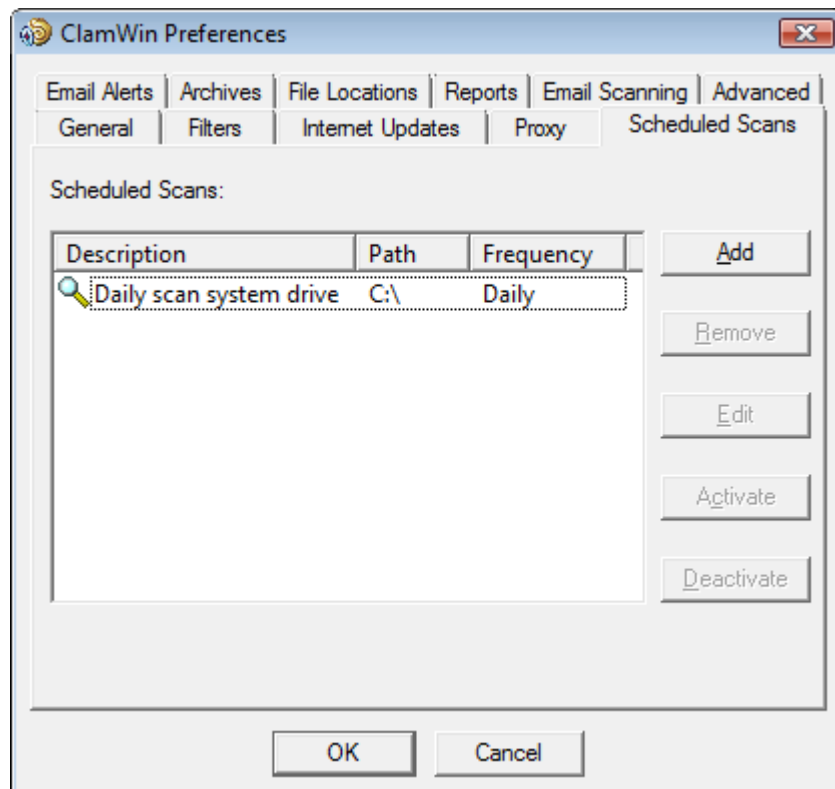 ClamWin Preferences
Email Alerts Archives File Locations Reports Email Scanning Advanced
General Filters Internet Updates Proxy Scheduled Scans
Scheduled Scans:
Description Path Frequency
Add
Daily scan system drive C:\ Daily
Remove
Edit
Activate
Deactivate
OK Cancel